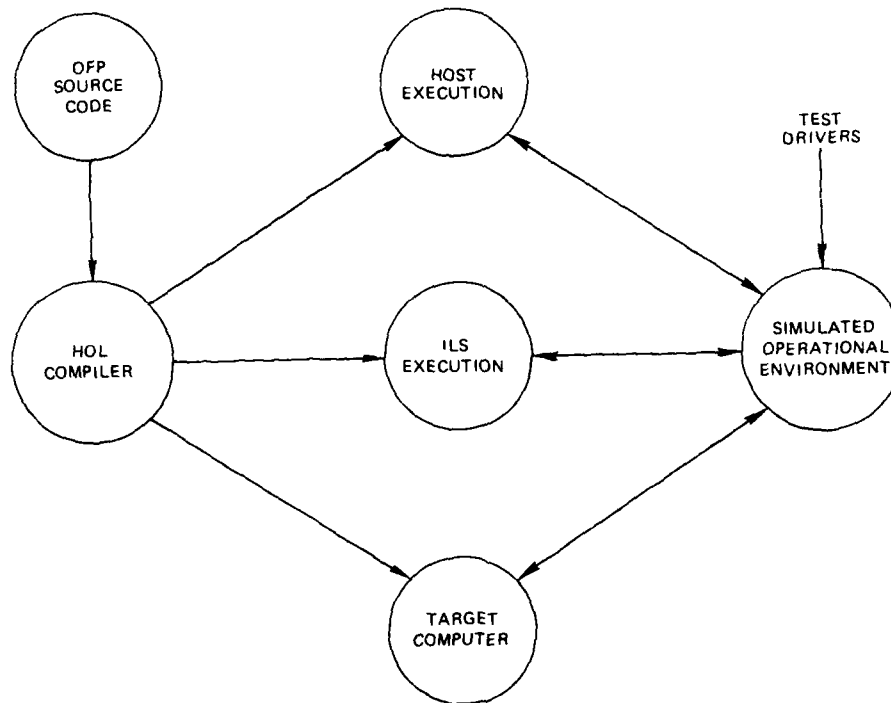 OFP
SOURCE
CODE
HOST
EXECUTION
TEST
DRIVERS
HOL
COMPILER
ILS
EXECUTION
SIMULATED
OPERATIONAL
ENVIRONMENT
TARGET
COMPUTER